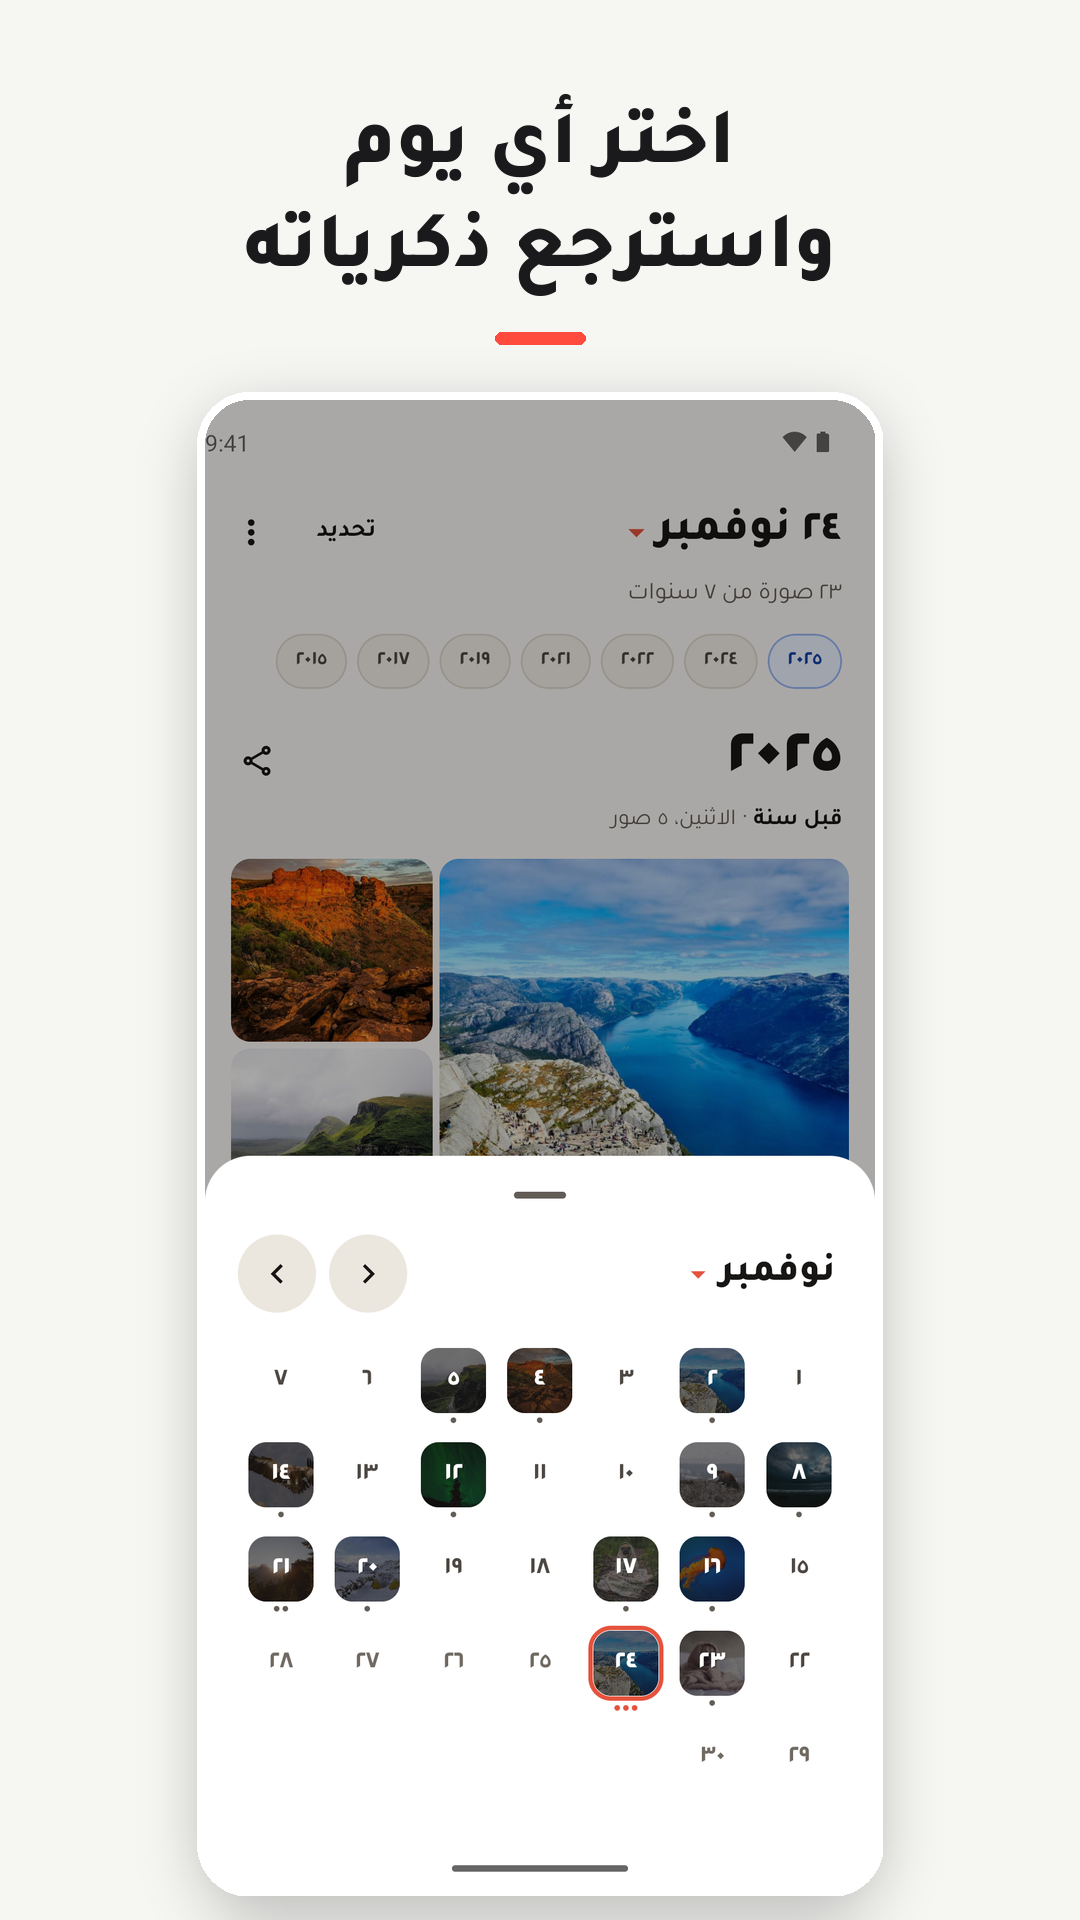 اختر أي يوم
واسترجع ذكرياته
9:41
٢٤ نوفمبر
تحديد
٢٣ صورة من ٧ سنوات
٢٠٢٥ ٢٠٢٤ ٢٠٢٢ ٢٠٢١ ٢٠١٩ ٢٠١٧ ٢٠١٥
٢٠٢٥
قبل سنة · الاثنين، ٥ صور
نوفمبر
١ ٢ ٣ ٤ ٥ ٦ ٧
٨ ٩ ١٠ ١١ ١٢ ١٣ ١٤
١٥ ١٦ ١٧ ١٨ ١٩ ٢٠ ٢١
٢٢ ٢٣ ٢٤ ٢٥ ٢٦ ٢٧ ٢٨
٢٩ ٣٠